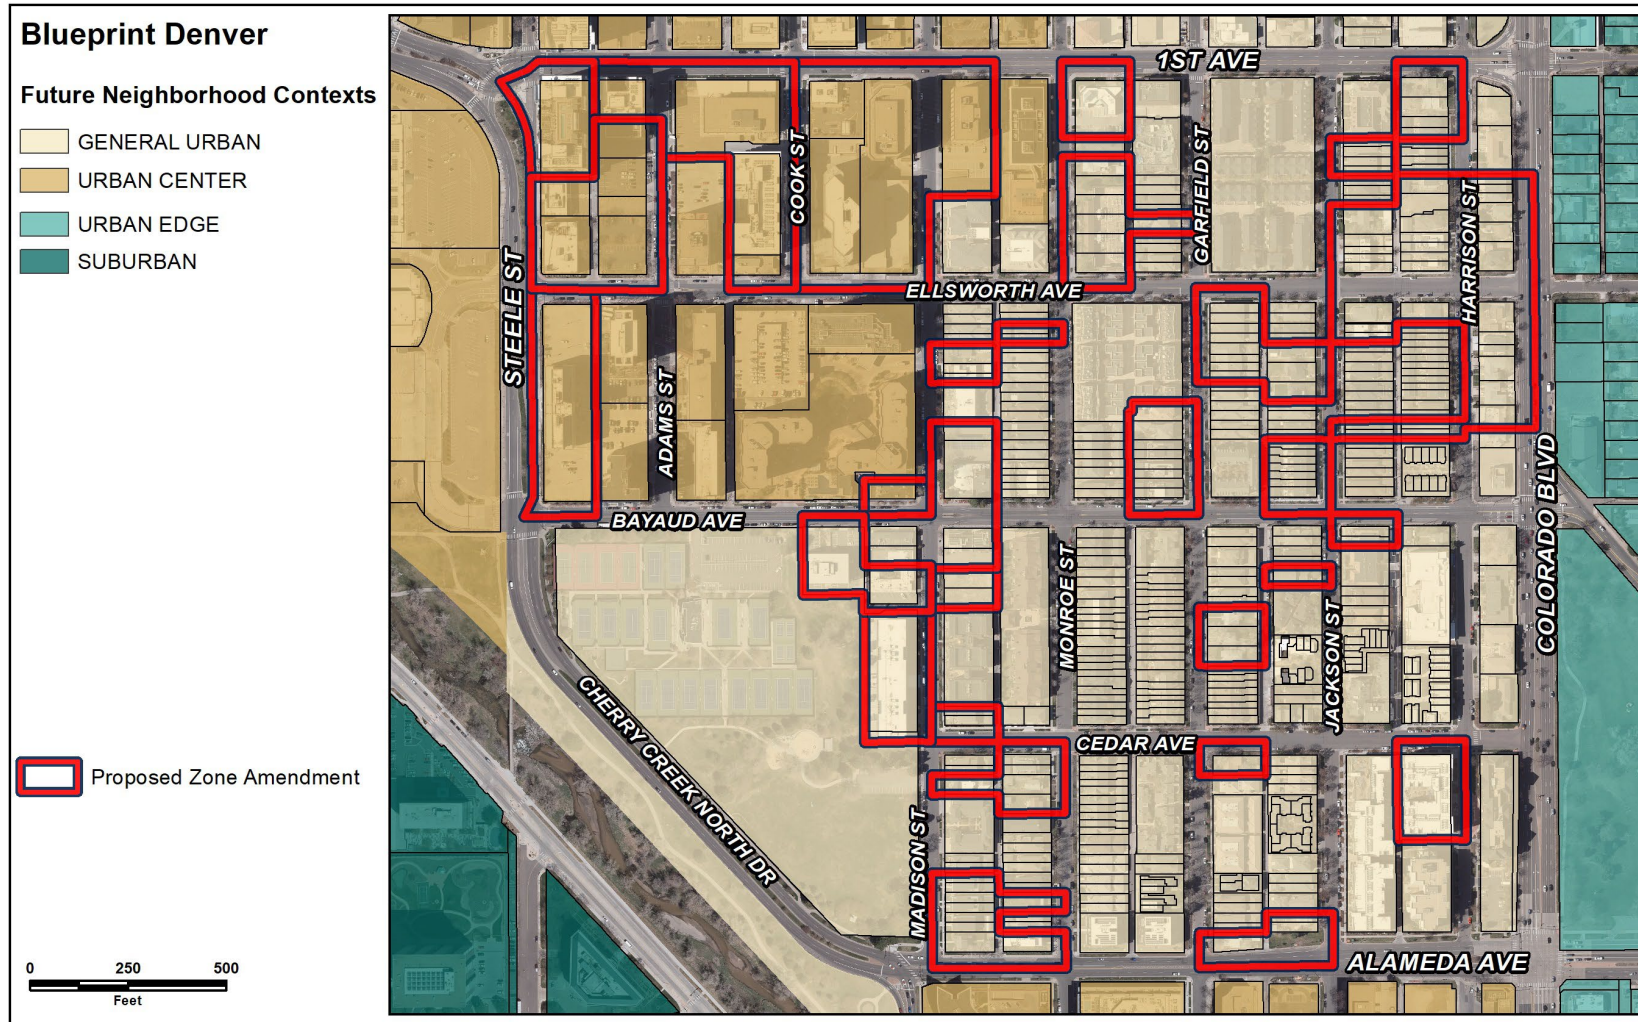 Blueprint Denver
Future Neighborhood Contexts
GENERAL URBAN
URBAN CENTER
URBAN EDGE
SUBURBAN
Proposed Zone Amendment
0 250 500
Feet
1ST AVE
COOK ST
GARFIELD ST
HARRISON ST
STEELE ST
ELLSWORTH AVE
ADAMS ST
BAYAUD AVE
MONROE ST
COLORADO BLVD
JACKSON ST
CHERRY CREEK NORTH DR
CEDAR AVE
MADISON ST
ALAMEDA AVE